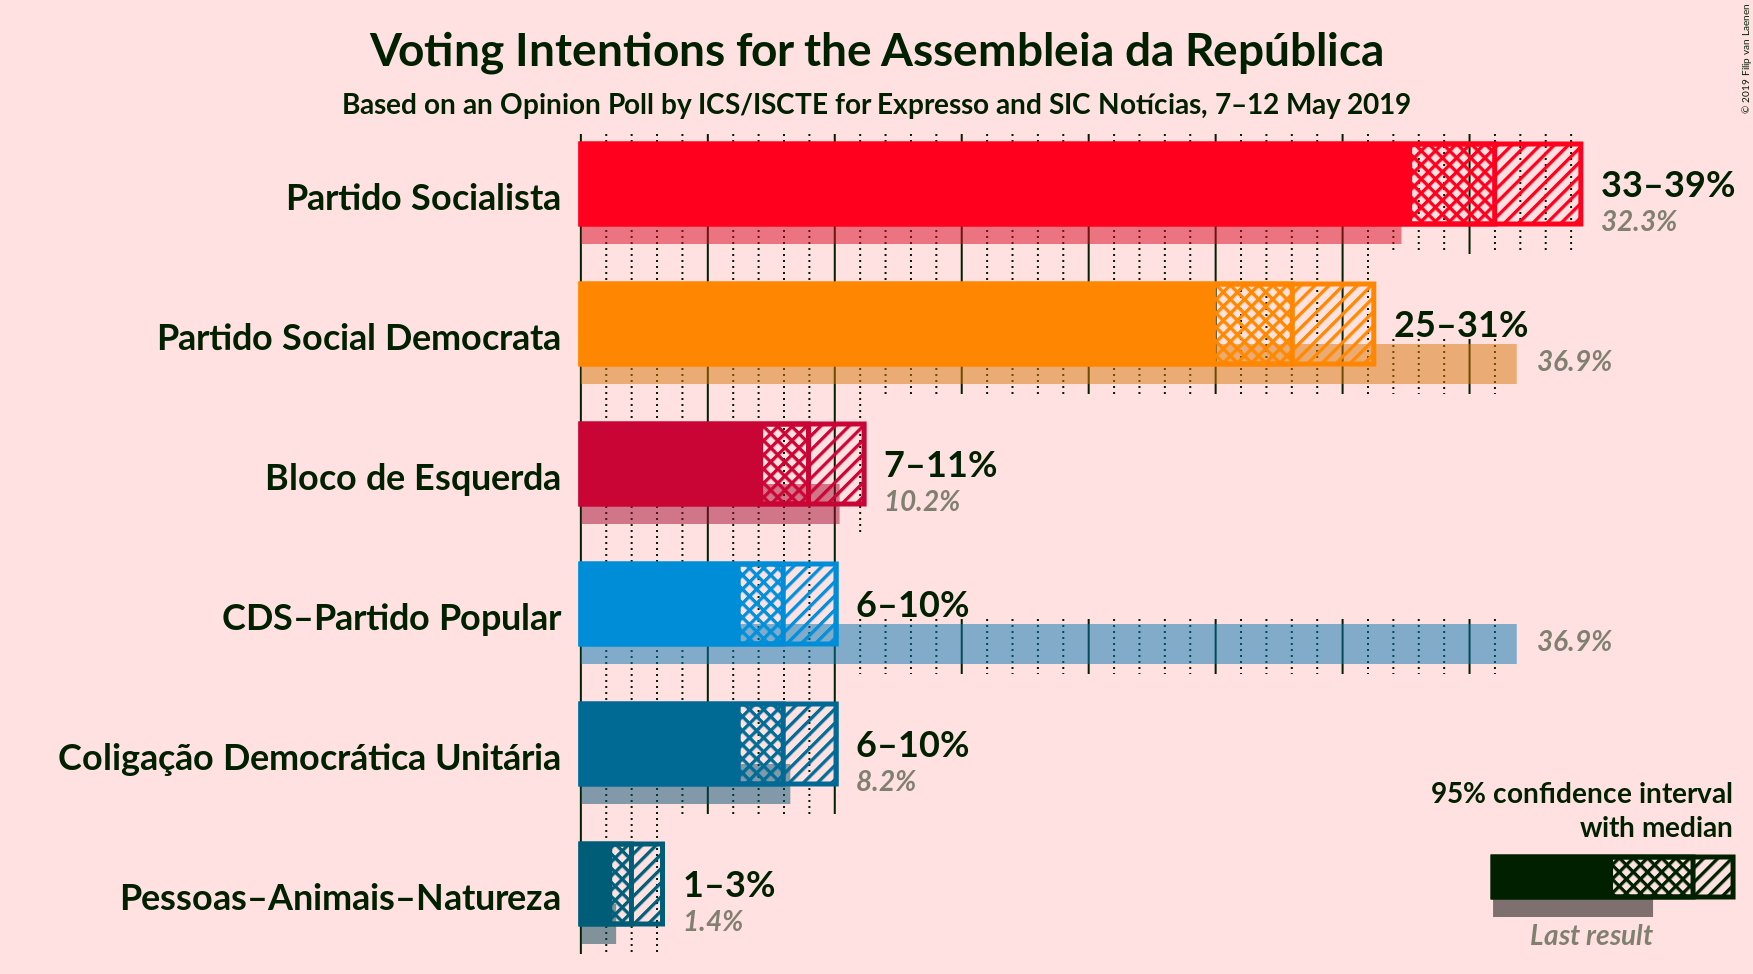 Voting Intentions for the Assembleia da República
Based on an Opinion Poll by ICS/ISCTE for Expresso and SIC Notícias, 7–12 May 2019
© 2019 Filip van Laenen
Partido Socialista
33–39%
32.3%
Partido Social Democrata
25–31%
36.9%
Bloco de Esquerda
7–11%
10.2%
CDS–Partido Popular
6–10%
36.9%
Coligação Democrática Unitária
6–10%
8.2%
Pessoas–Animais–Natureza
1–3%
1.4%
95% confidence interval
with median
Last result